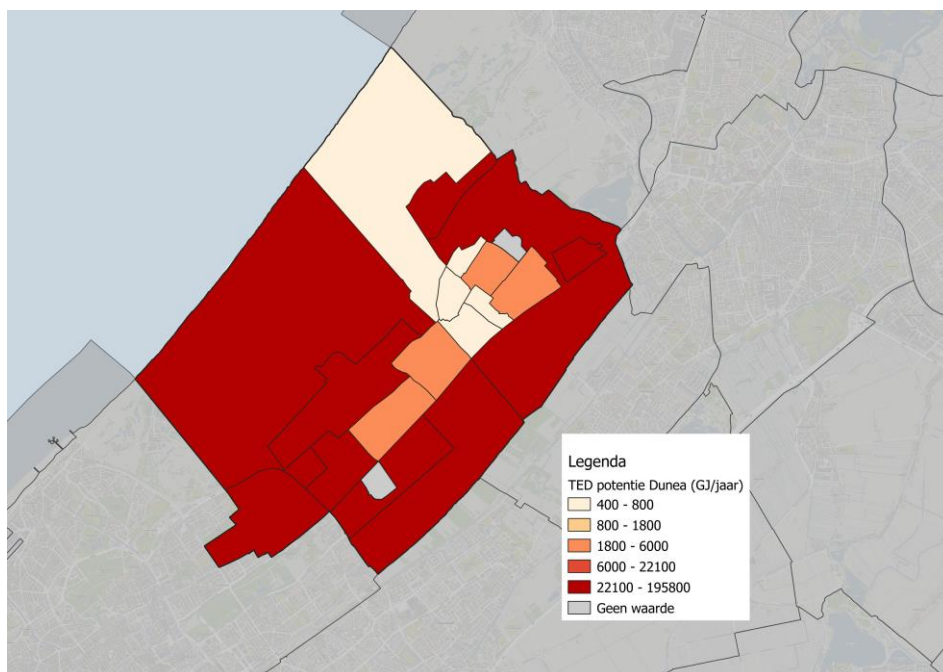 Legenda
TED potentie Dunea (GJ/jaar)
400 - 800
800 - 1800
1800 - 6000
6000 - 22100
22100 - 195800
Geen waarde